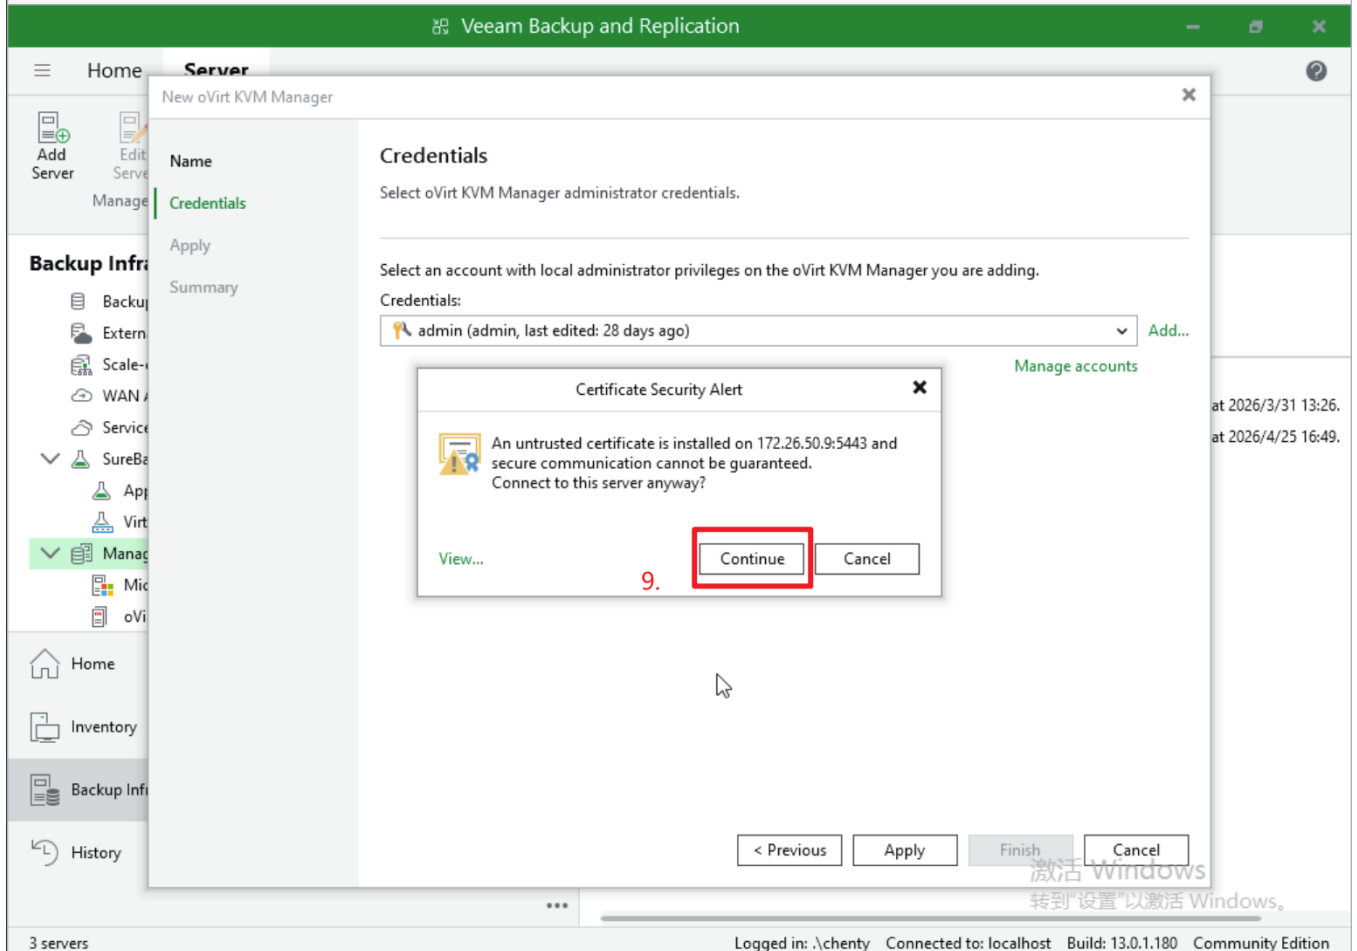 Veeam Backup and Replication
Home
Server
New oVirt KVM Manager
Add
Server
Edit
Serve
Manage
Name
Credentials
Apply
Summary
Credentials
Select oVirt KVM Manager administrator credentials.
Select an account with local administrator privileges on the oVirt KVM Manager you are adding.
Credentials:
admin (admin, last edited: 28 days ago)
Add...
Manage accounts
Certificate Security Alert
An untrusted certificate is installed on 172.26.50.9:5443 and
secure communication cannot be guaranteed.
Connect to this server anyway?
View...
9.
Continue
Cancel
at 2026/3/31 13:26.
at 2026/4/25 16:49.
Backup Infra
Backup
Extern
Scale-
WAN A
Service
SureBa
App
Virt
Manag
Mic
oVi
Home
Inventory
Backup Infr
History
< Previous
Apply
Finish
Cancel
激活 Windows
转到"设置"以激活 Windows。
3 servers
Logged in: .\chenty
Connected to: localhost
Build: 13.0.1.180
Community Edition